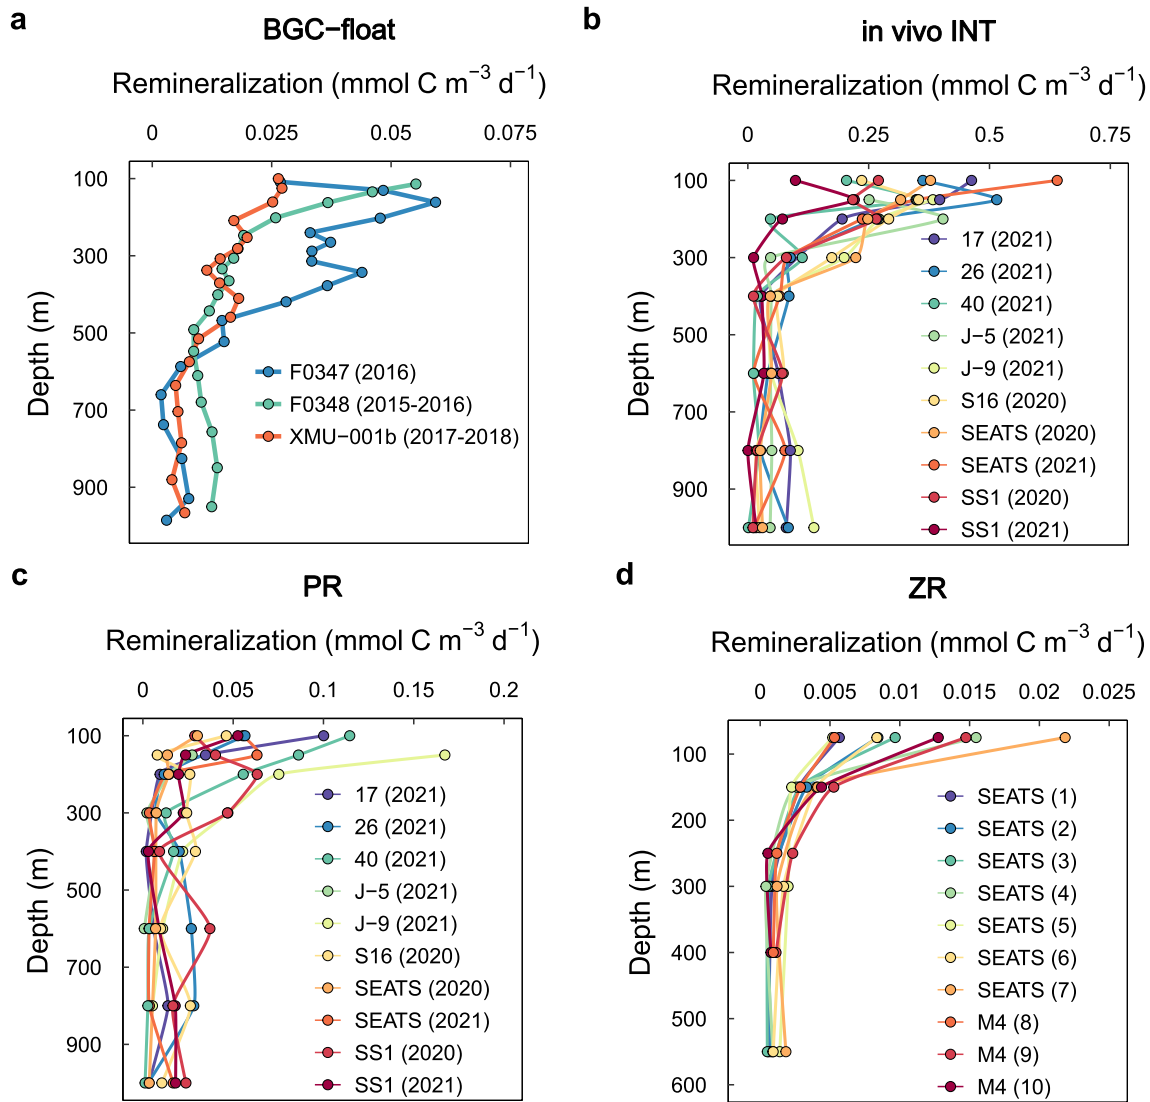 a
BGC−float
Remineralization (mmol C m⁻³ d⁻¹)
0 0.025 0.05 0.075
Depth (m)
100
300
500
700
900
F0347 (2016)
F0348 (2015-2016)
XMU−001b (2017-2018)
b
in vivo INT
Remineralization (mmol C m⁻³ d⁻¹)
0 0.25 0.5 0.75
Depth (m)
100
300
500
700
900
17 (2021)
26 (2021)
40 (2021)
J−5 (2021)
J−9 (2021)
S16 (2020)
SEATS (2020)
SEATS (2021)
SS1 (2020)
SS1 (2021)
c
PR
Remineralization (mmol C m⁻³ d⁻¹)
0 0.05 0.1 0.15 0.2
Depth (m)
100
300
500
700
900
17 (2021)
26 (2021)
40 (2021)
J−5 (2021)
J−9 (2021)
S16 (2020)
SEATS (2020)
SEATS (2021)
SS1 (2020)
SS1 (2021)
d
ZR
Remineralization (mmol C m⁻³ d⁻¹)
0 0.005 0.01 0.015 0.02 0.025
Depth (m)
100
200
300
400
500
600
SEATS (1)
SEATS (2)
SEATS (3)
SEATS (4)
SEATS (5)
SEATS (6)
SEATS (7)
M4 (8)
M4 (9)
M4 (10)